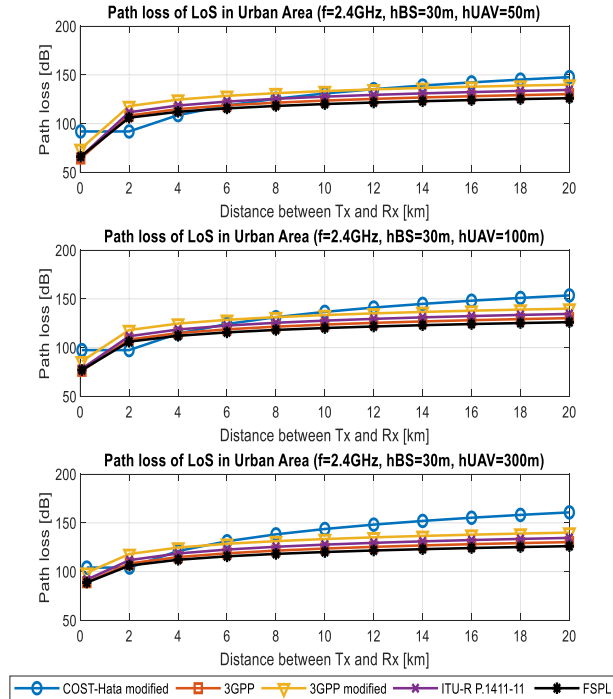 Path loss of LoS in Urban Area (f=2.4GHz, hBS=30m, hUAV=50m)
200
150
100
50
Path loss [dB]
0 2 4 6 8 10 12 14 16 18 20
Distance between Tx and Rx [km]
Path loss of LoS in Urban Area (f=2.4GHz, hBS=30m, hUAV=100m)
200
150
100
50
Path loss [dB]
0 2 4 6 8 10 12 14 16 18 20
Distance between Tx and Rx [km]
Path loss of LoS in Urban Area (f=2.4GHz, hBS=30m, hUAV=300m)
200
150
100
50
Path loss [dB]
0 2 4 6 8 10 12 14 16 18 20
Distance between Tx and Rx [km]
COST-Hata modified 3GPP 3GPP modified ITU-R P.1411-11 FSPL